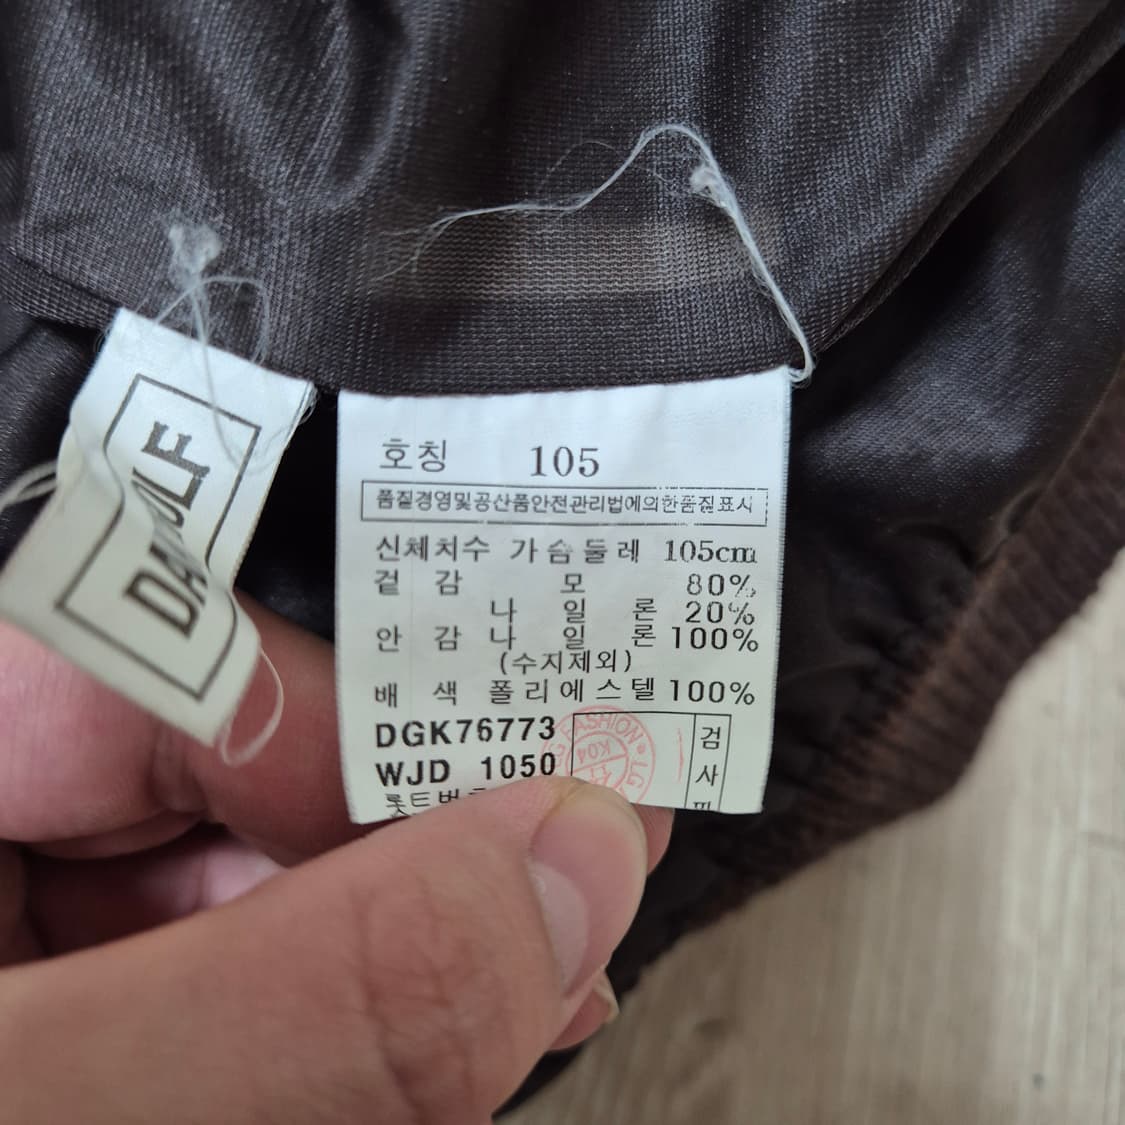 호칭 105
품질경영및공산품안전관리법에의한품질표시
신체치수 가슴둘레 105cm
겉 감 모 80%
나 일 론 20%
안 감 나 일 론 100%
(수지제외)
배 색 폴리에스텔 100%
DGK76773
WJD 1050
검
사
FASHION LG
K04